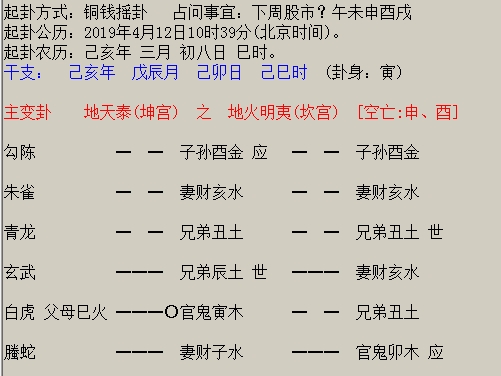 起卦方式：铜钱摇卦 占问事宜：下周股市？午未申酉戌
起卦公历：2019年4月12日10时39分(北京时间)。
起卦农历：己亥年 三月 初八日 巳时。
干支： 己亥年 戊辰月 己卯日 己巳时 (卦身：寅)
主变卦 地天泰(坤宫) 之 地火明夷(坎宫) [空亡:申、酉]
勾陈 子孙酉金 应 子孙酉金
朱雀 妻财亥水 妻财亥水
青龙 兄弟丑土 兄弟丑土 世
玄武 兄弟辰土 世 妻财亥水
白虎 父母巳火 O官鬼寅木 兄弟丑土
螣蛇 妻财子水 官鬼卯木 应